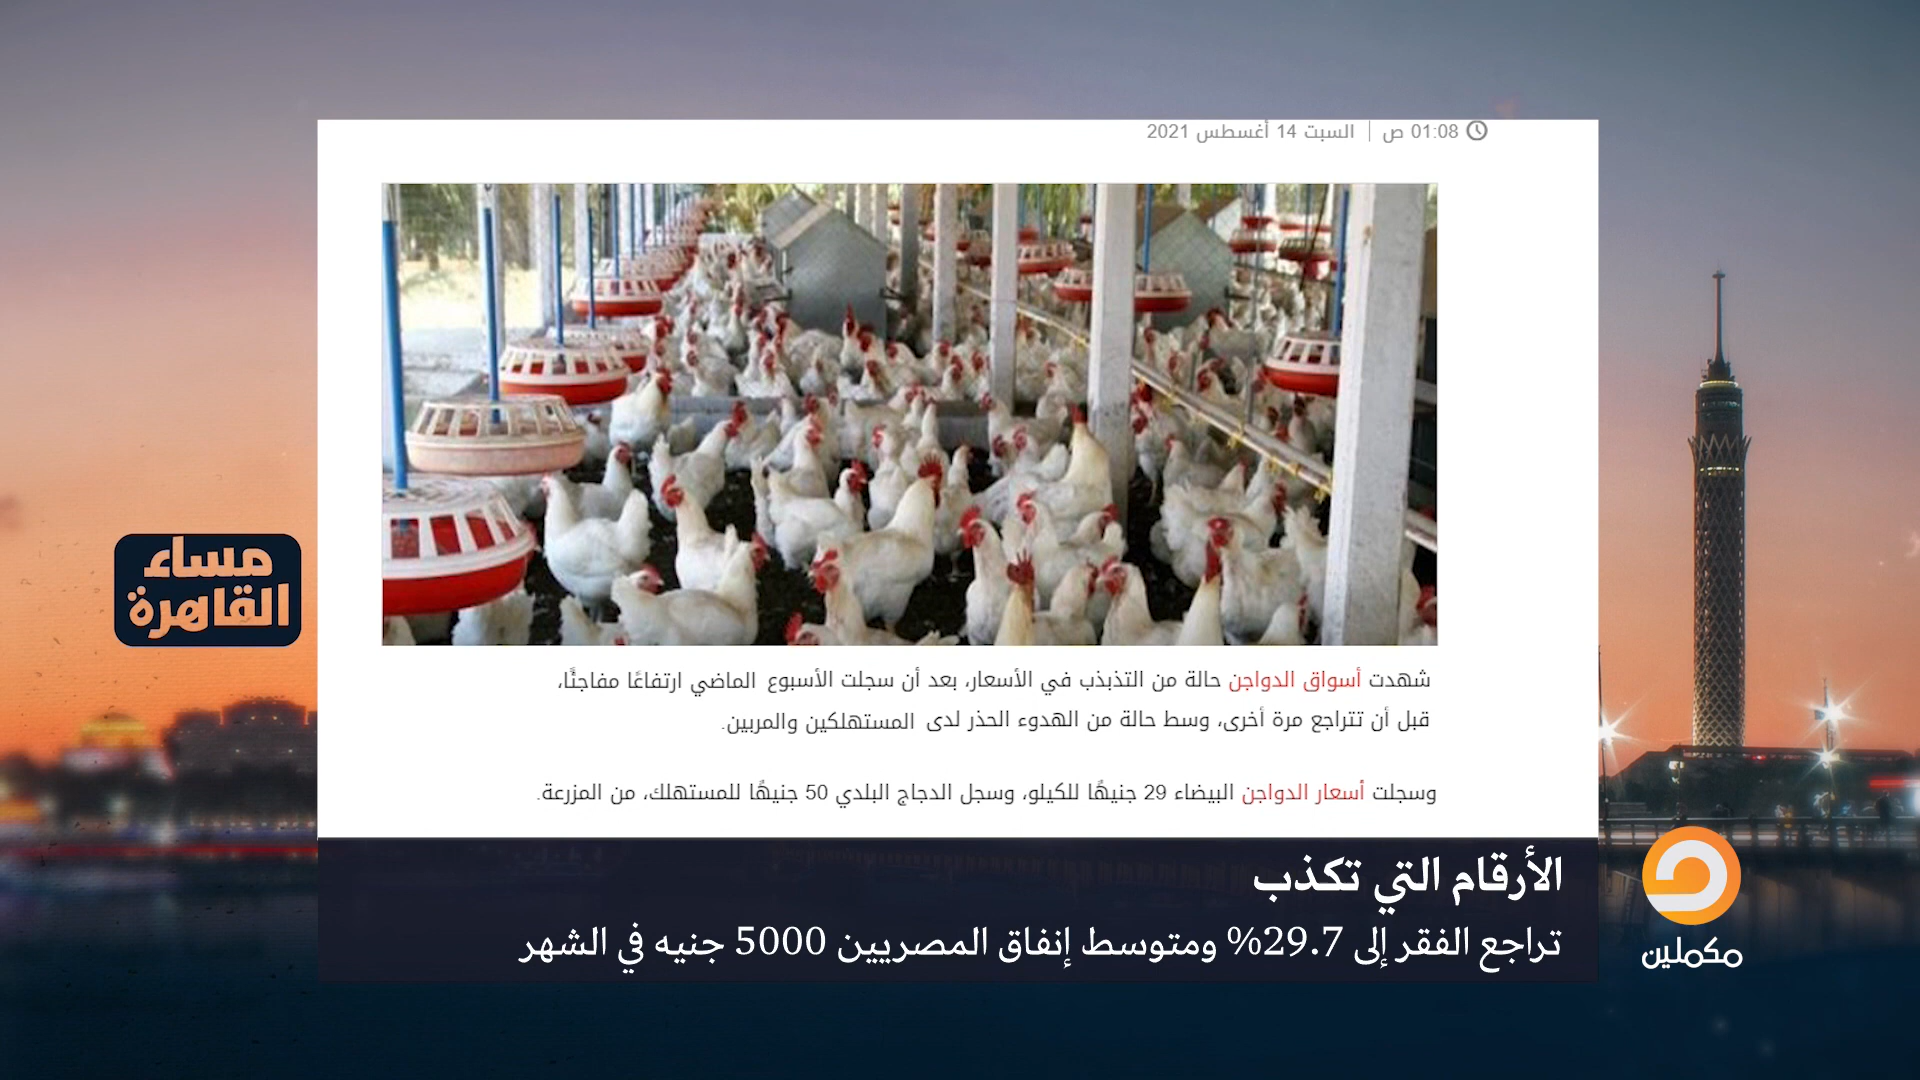 01:08 ص | السبت 14 أغسطس 2021
شهدت أسواق الدواجن حالة من التذبذب في الأسعار، بعد أن سجلت الأسبوع الماضي ارتفاعًا مفاجئًا،
قبل أن تتراجع مرة أخرى، وسط حالة من الهدوء الحذر لدى المستهلكين والمربين.
وسجلت أسعار الدواجن البيضاء 29 جنيهًا للكيلو، وسجل الدجاج البلدي 50 جنيهًا للمستهلك، من المزرعة.
مساء
القاهرة
الأرقام التي تكذب
تراجع الفقر إلى 29.7% ومتوسط إنفاق المصريين 5000 جنيه في الشهر
مكملين